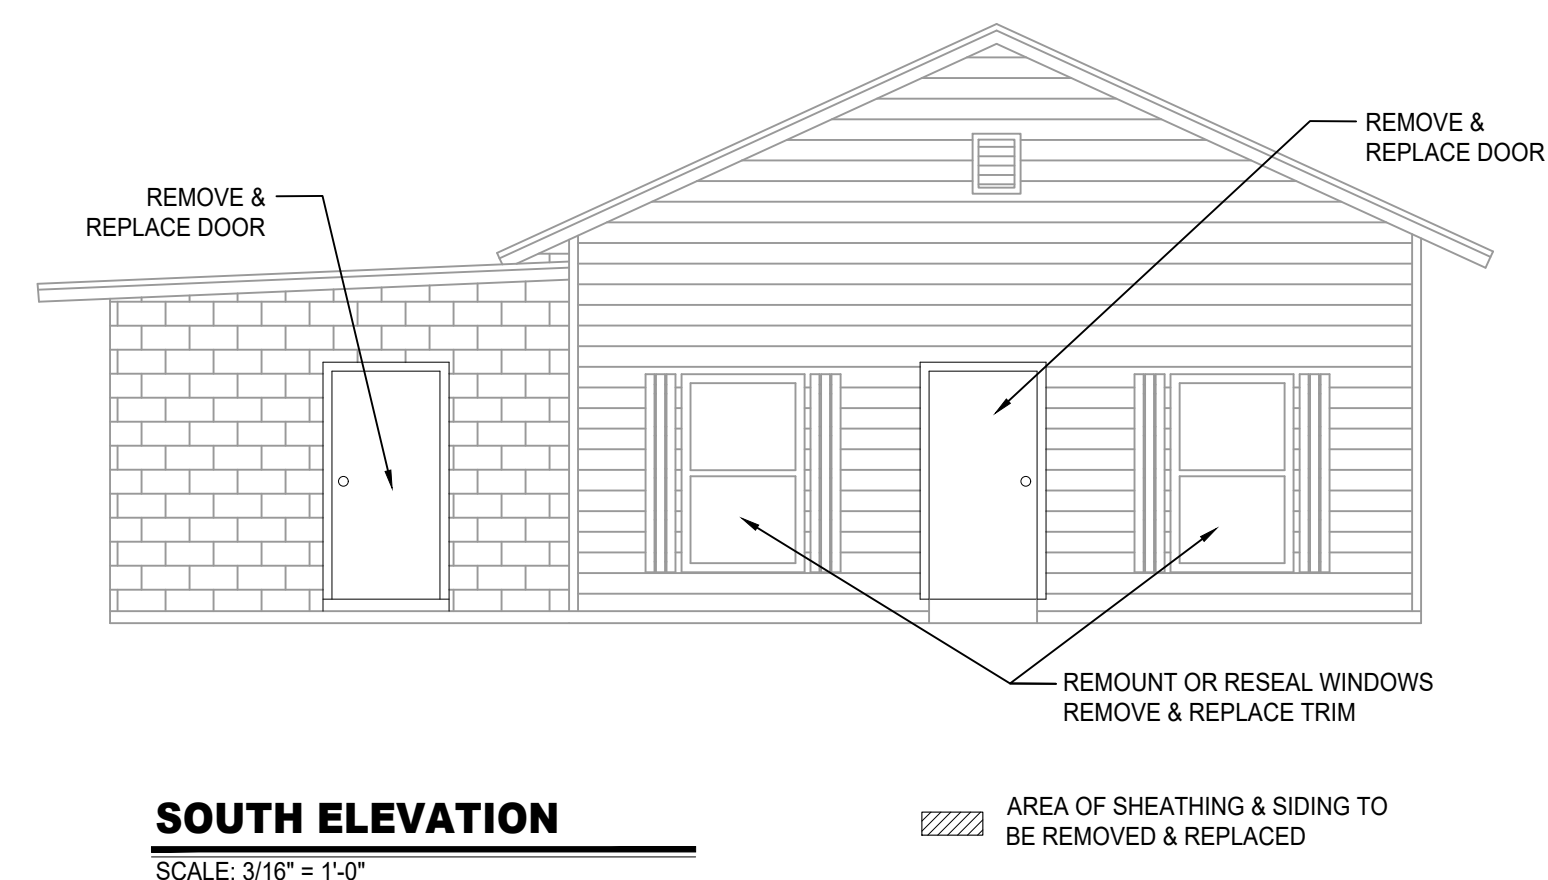 REMOVE &
REPLACE DOOR
REMOVE &
REPLACE DOOR
REMOUNT OR RESEAL WINDOWS
REMOVE & REPLACE TRIM
SOUTH ELEVATION
SCALE: 3/16" = 1'-0"
AREA OF SHEATHING & SIDING TO
BE REMOVED & REPLACED